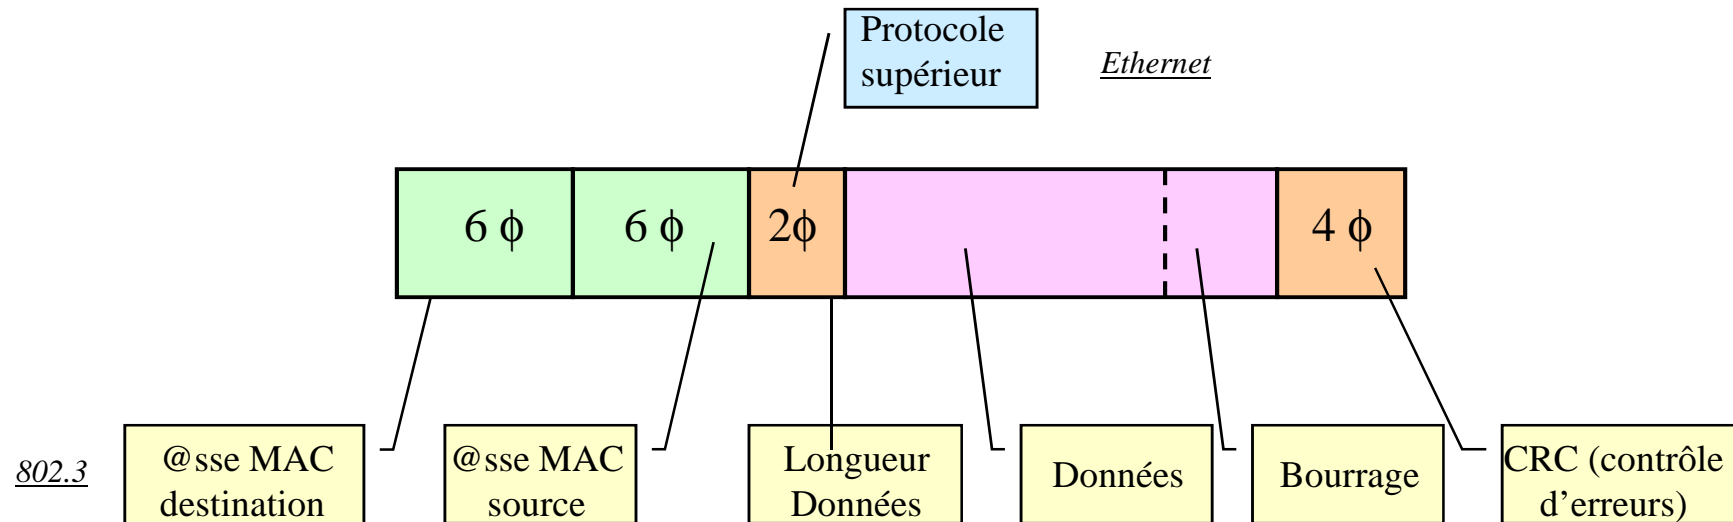 Protocole
supérieur
Ethernet
6 ϕ
6 ϕ
2ϕ
4 ϕ
802.3
@sse MAC
destination
@sse MAC
source
Longueur
Données
Données
Bourrage
CRC (contrôle
d’erreurs)